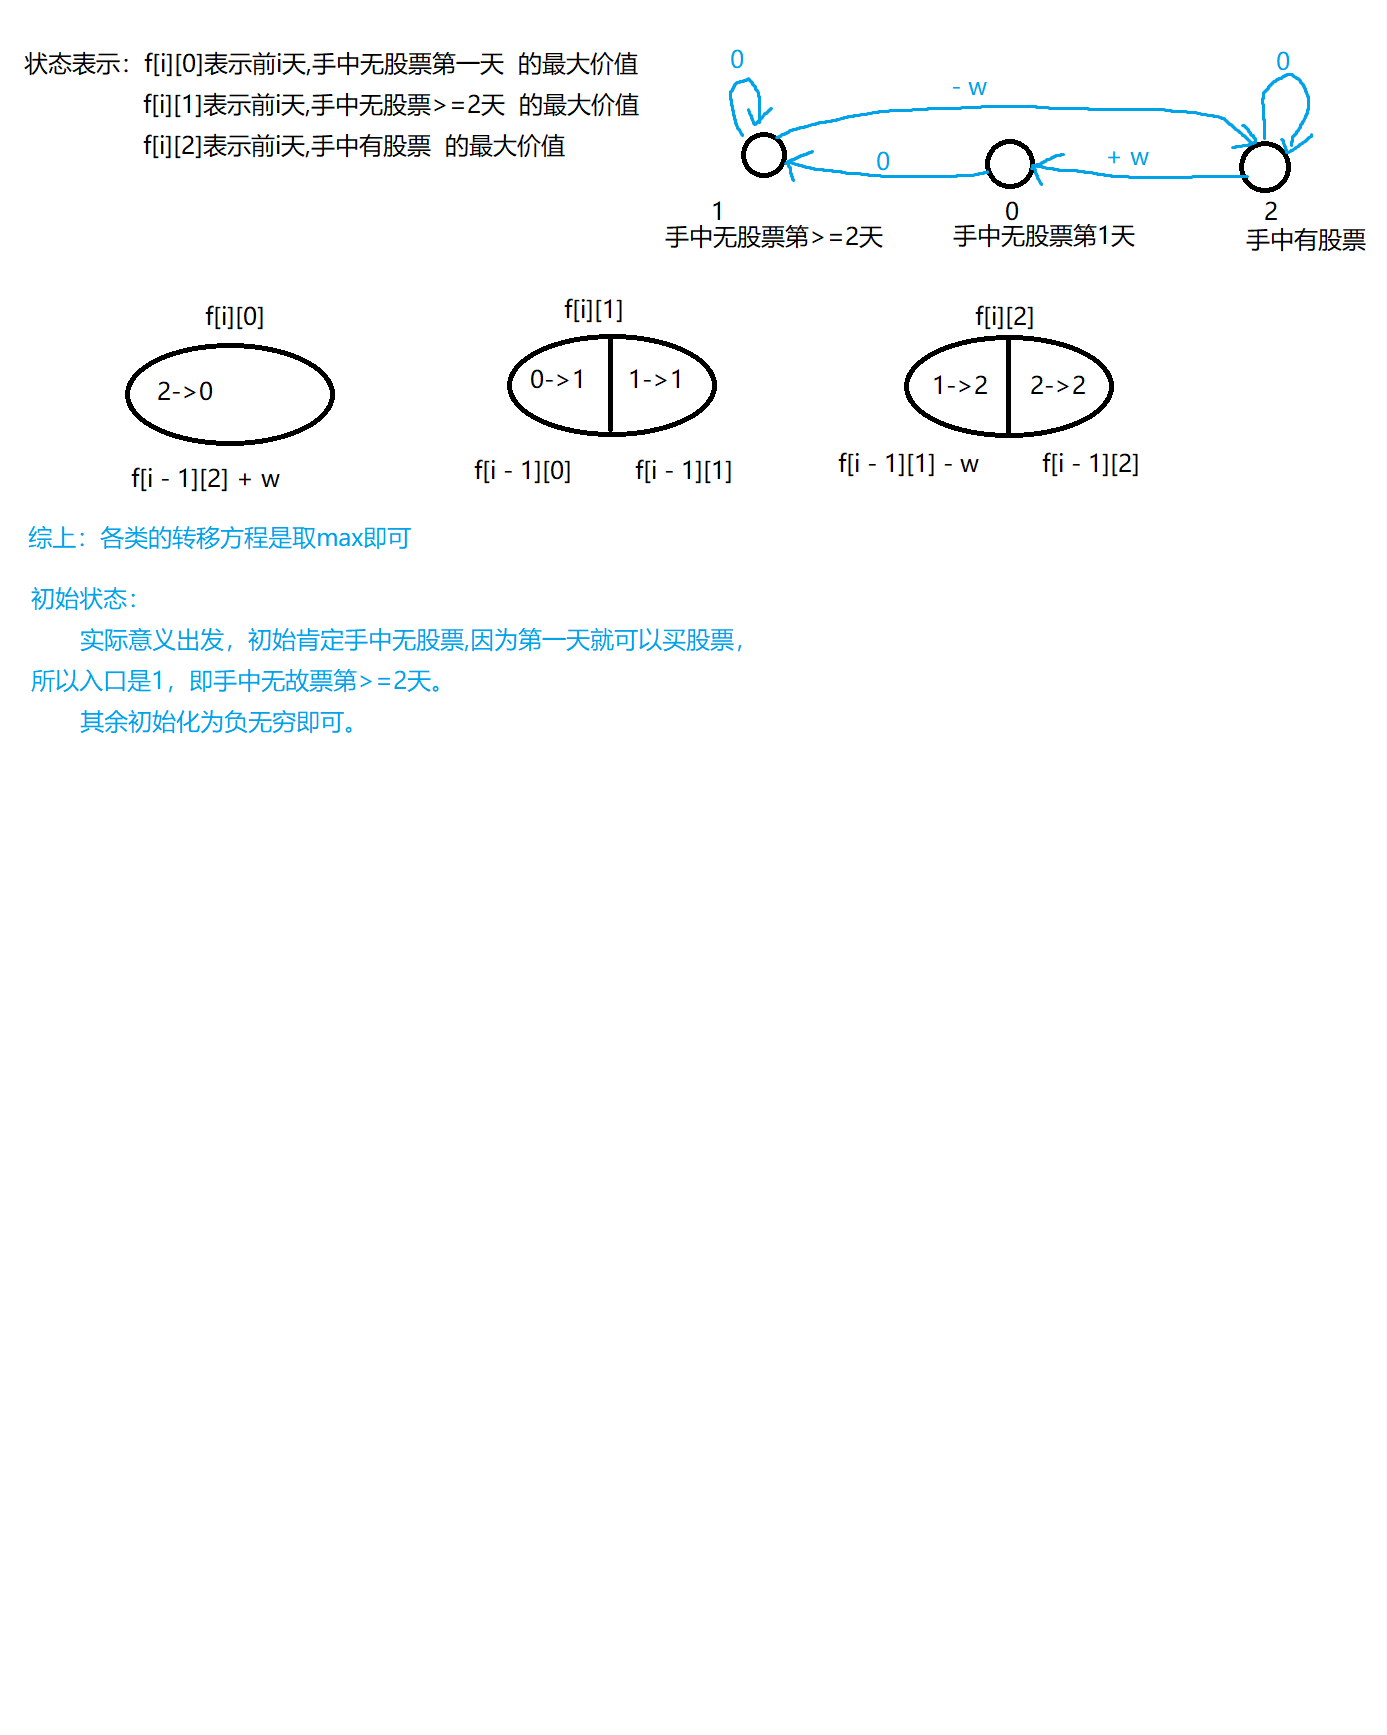 状态表示：f[i][0]表示前i天,手中无股票第一天 的最大价值
f[i][1]表示前i天,手中无股票>=2天 的最大价值
f[i][2]表示前i天,手中有股票 的最大价值
0
- w
0
0
+ w
1
0
2
手中无股票第>=2天
手中无股票第1天
手中有股票
f[i][0]
f[i][1]
f[i][2]
2->0
0->1
1->1
1->2
2->2
f[i - 1][2] + w
f[i - 1][0]
f[i - 1][1]
f[i - 1][1] - w
f[i - 1][2]
综上：各类的转移方程是取max即可
初始状态：
实际意义出发，初始肯定手中无股票,因为第一天就可以买股票，
所以入口是1，即手中无故票第>=2天。
其余初始化为负无穷即可。